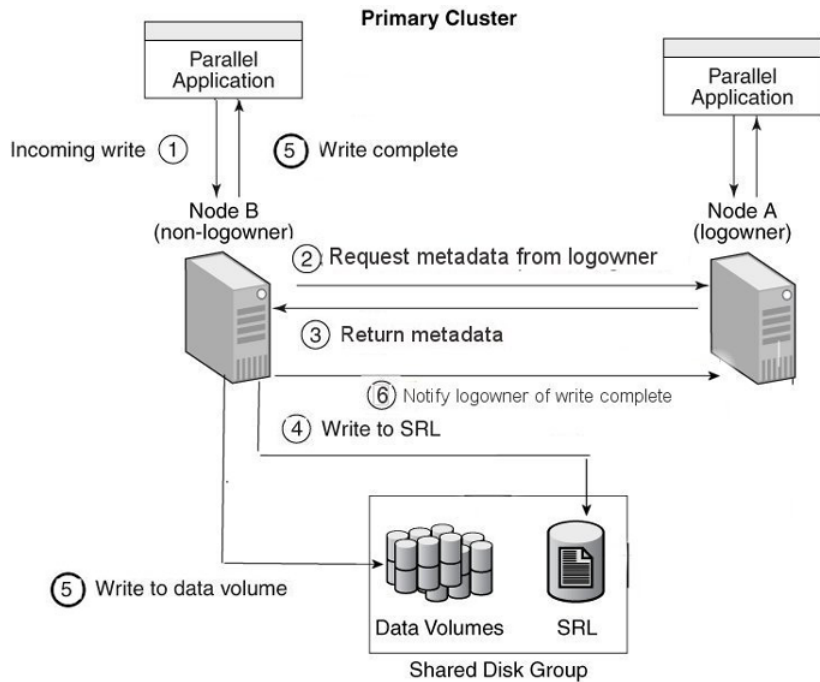 Primary Cluster
Parallel
Application
Parallel
Application
Incoming write 1
5 Write complete
Node B
(non-logowner)
Node A
(logowner)
2 Request metadata from logowner
3 Return metadata
6 Notify logowner of write complete
4 Write to SRL
5 Write to data volume
Data Volumes
SRL
Shared Disk Group